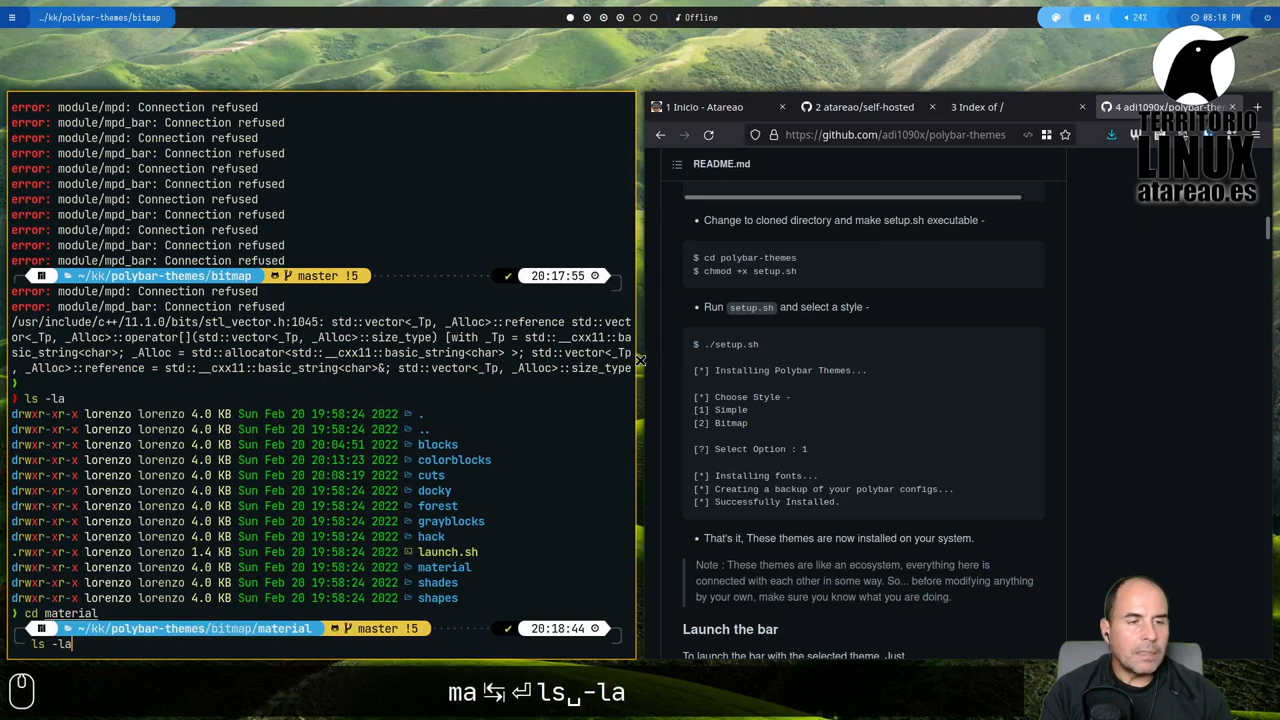 …/kk/polybar-themes/bitmap
Offline
4
24%
08:18 PM
error: module/mpd: Connection refused
error: module/mpd_bar: Connection refused
error: module/mpd: Connection refused
error: module/mpd_bar: Connection refused
error: module/mpd: Connection refused
error: module/mpd_bar: Connection refused
error: module/mpd: Connection refused
error: module/mpd_bar: Connection refused
error: module/mpd: Connection refused
error: module/mpd_bar: Connection refused
error: module/mpd: Connection refused
~/kk/polybar-themes/bitmap master !5 ✔ 20:17:55
error: module/mpd_bar: Connection refused
error: module/mpd: Connection refused
/usr/include/c++/11.1.0/bits/stl_vector.h:1045: std::vector<_Tp, _Alloc>::reference std::vect
or<_Tp, _Alloc>::operator[](std::vector<_Tp, _Alloc>::size_type) [with _Tp = std::__cxx11::ba
sic_string<char>; _Alloc = std::allocator<std::__cxx11::basic_string<char> >; std::vector<_Tp
, _Alloc>::reference = std::__cxx11::basic_string<char>&; std::vector<_Tp, _Alloc>::size_type
❯
❯ ls -la
drwxr-xr-x lorenzo lorenzo 4.0 KB Sun Feb 20 19:58:24 2022 .
drwxr-xr-x lorenzo lorenzo 4.0 KB Sun Feb 20 19:58:24 2022 ..
drwxr-xr-x lorenzo lorenzo 4.0 KB Sun Feb 20 20:04:51 2022 blocks
drwxr-xr-x lorenzo lorenzo 4.0 KB Sun Feb 20 20:13:23 2022 colorblocks
drwxr-xr-x lorenzo lorenzo 4.0 KB Sun Feb 20 20:08:19 2022 cuts
drwxr-xr-x lorenzo lorenzo 4.0 KB Sun Feb 20 19:58:24 2022 docky
drwxr-xr-x lorenzo lorenzo 4.0 KB Sun Feb 20 19:58:24 2022 forest
drwxr-xr-x lorenzo lorenzo 4.0 KB Sun Feb 20 19:58:24 2022 grayblocks
drwxr-xr-x lorenzo lorenzo 4.0 KB Sun Feb 20 19:58:24 2022 hack
.rwxr-xr-x lorenzo lorenzo 1.4 KB Sun Feb 20 19:58:24 2022 launch.sh
drwxr-xr-x lorenzo lorenzo 4.0 KB Sun Feb 20 19:58:24 2022 material
drwxr-xr-x lorenzo lorenzo 4.0 KB Sun Feb 20 19:58:24 2022 shades
drwxr-xr-x lorenzo lorenzo 4.0 KB Sun Feb 20 19:58:24 2022 shapes
❯ cd material
~/kk/polybar-themes/bitmap/material master !5 ✔ 20:18:44
ls -la
1 Inicio - Atareao
2 atareao/self-hosted
3 Index of /
4 adi1090x/polybar-the
https://github.com/adi1090x/polybar-themes
README.md
• Change to cloned directory and make setup.sh executable -
$ cd polybar-themes
$ chmod +x setup.sh
• Run setup.sh and select a style -
$ ./setup.sh
[*] Installing Polybar Themes...
[*] Choose Style -
[1] Simple
[2] Bitmap
[?] Select Option : 1
[*] Installing fonts...
[*] Creating a backup of your polybar configs...
[*] Successfully Installed.
• That's it, These themes are now installed on your system.
Note : These themes are like an ecosystem, everything here is
connected with each other in some way. So... before modifying anything
by your own, make sure you know what you are doing.
Launch the bar
To launch the bar with the selected theme, Just
TERRITORIO
LINUX
atareao.es
ma ↹ ⏎ ls␣-la